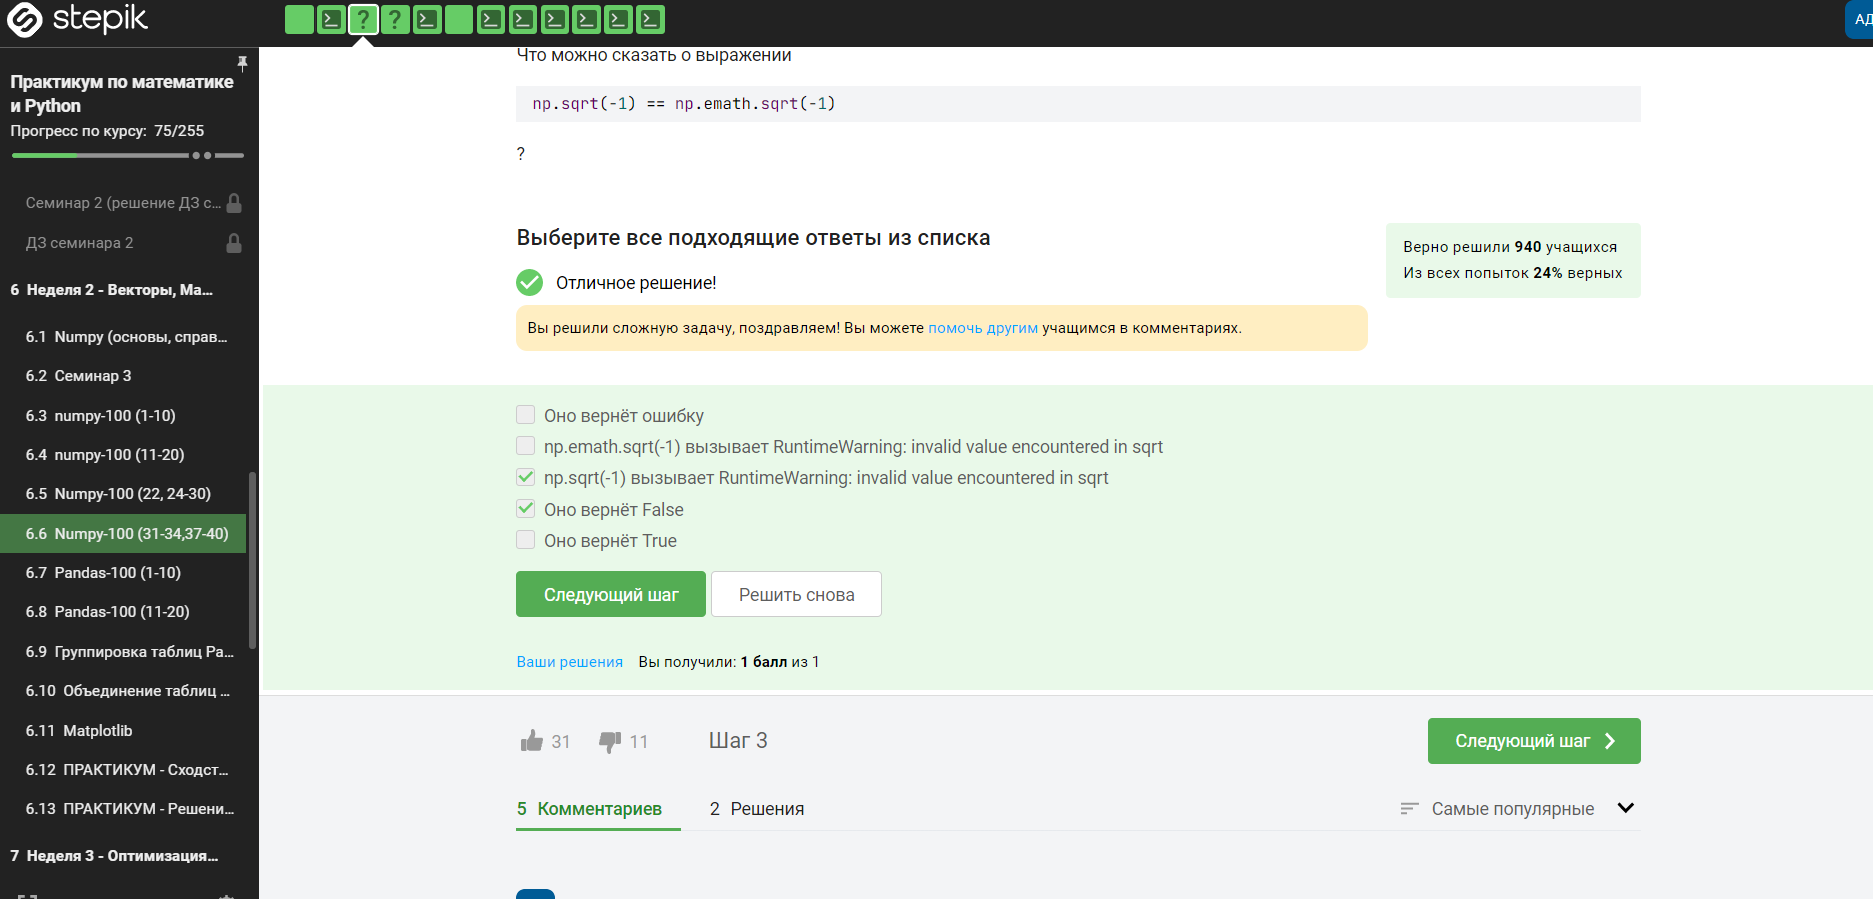 stepik
АД
Практикум по математике
и Python
Прогресс по курсу: 75/255
Семинар 2 (решение ДЗ с...
ДЗ семинара 2
6 Неделя 2 - Векторы, Ма...
6.1 Numpy (основы, справ...
6.2 Семинар 3
6.3 numpy-100 (1-10)
6.4 numpy-100 (11-20)
6.5 Numpy-100 (22, 24-30)
6.6 Numpy-100 (31-34,37-40)
6.7 Pandas-100 (1-10)
6.8 Pandas-100 (11-20)
6.9 Группировка таблиц Pa...
6.10 Объединение таблиц ...
6.11 Matplotlib
6.12 ПРАКТИКУМ - Сходст...
6.13 ПРАКТИКУМ - Решени...
7 Неделя 3 - Оптимизация...
Что можно сказать о выражении
np.sqrt(-1) == np.emath.sqrt(-1)
?
Выберите все подходящие ответы из списка
Отличное решение!
Вы решили сложную задачу, поздравляем! Вы можете помочь другим учащимся в комментариях.
Верно решили 940 учащихся
Из всех попыток 24% верных
Оно вернёт ошибку
np.emath.sqrt(-1) вызывает RuntimeWarning: invalid value encountered in sqrt
np.sqrt(-1) вызывает RuntimeWarning: invalid value encountered in sqrt
Оно вернёт False
Оно вернёт True
Следующий шаг
Решить снова
Ваши решения Вы получили: 1 балл из 1
31 11 Шаг 3
Следующий шаг
5 Комментариев 2 Решения
Самые популярные